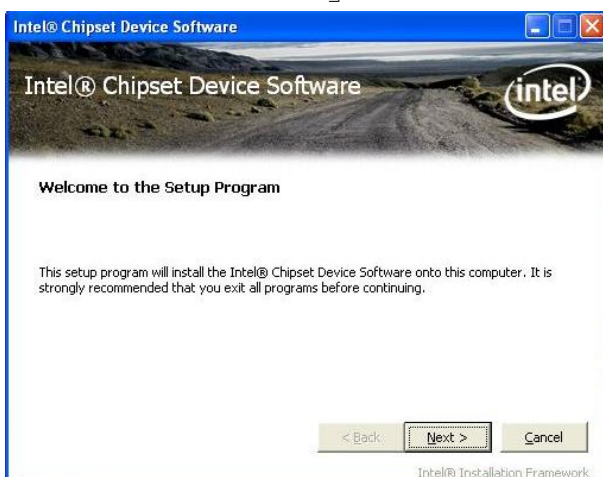 Intel® Chipset Device Software
Intel® Chipset Device Software
intel
Welcome to the Setup Program
This setup program will install the Intel® Chipset Device Software onto this computer. It is
strongly recommended that you exit all programs before continuing.
< Back Next > Cancel
Intel® Installation Framework